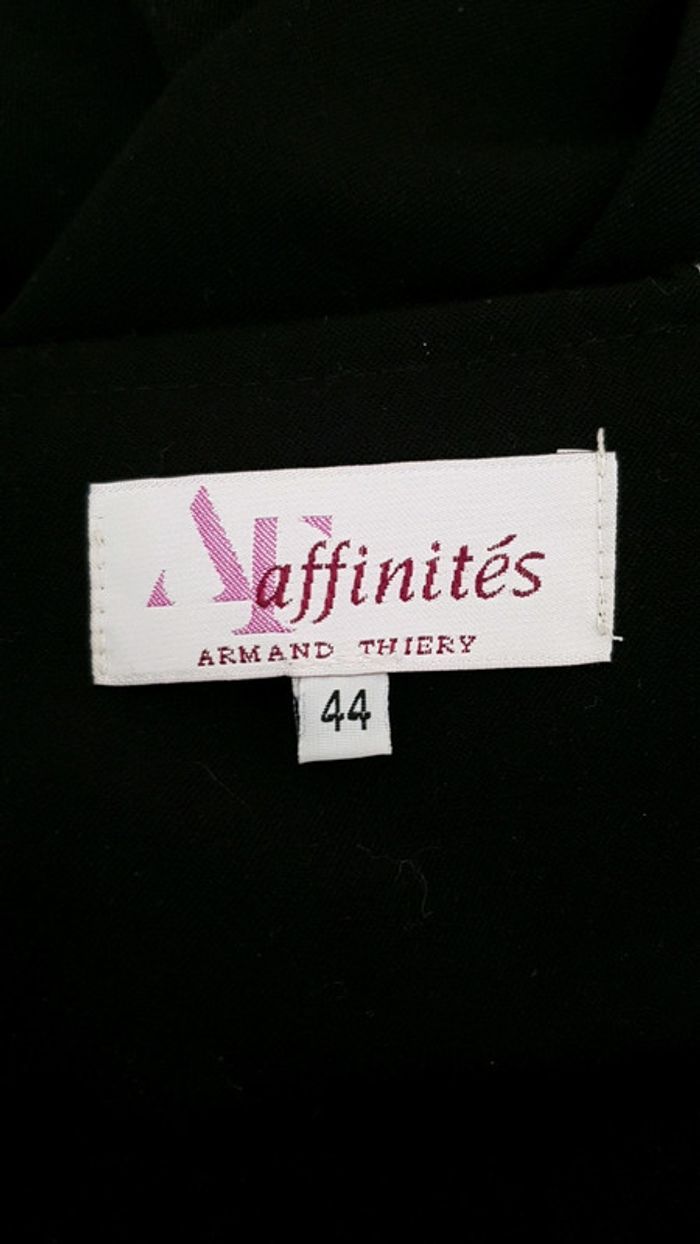 AT
affinités
ARMAND THIERY
44